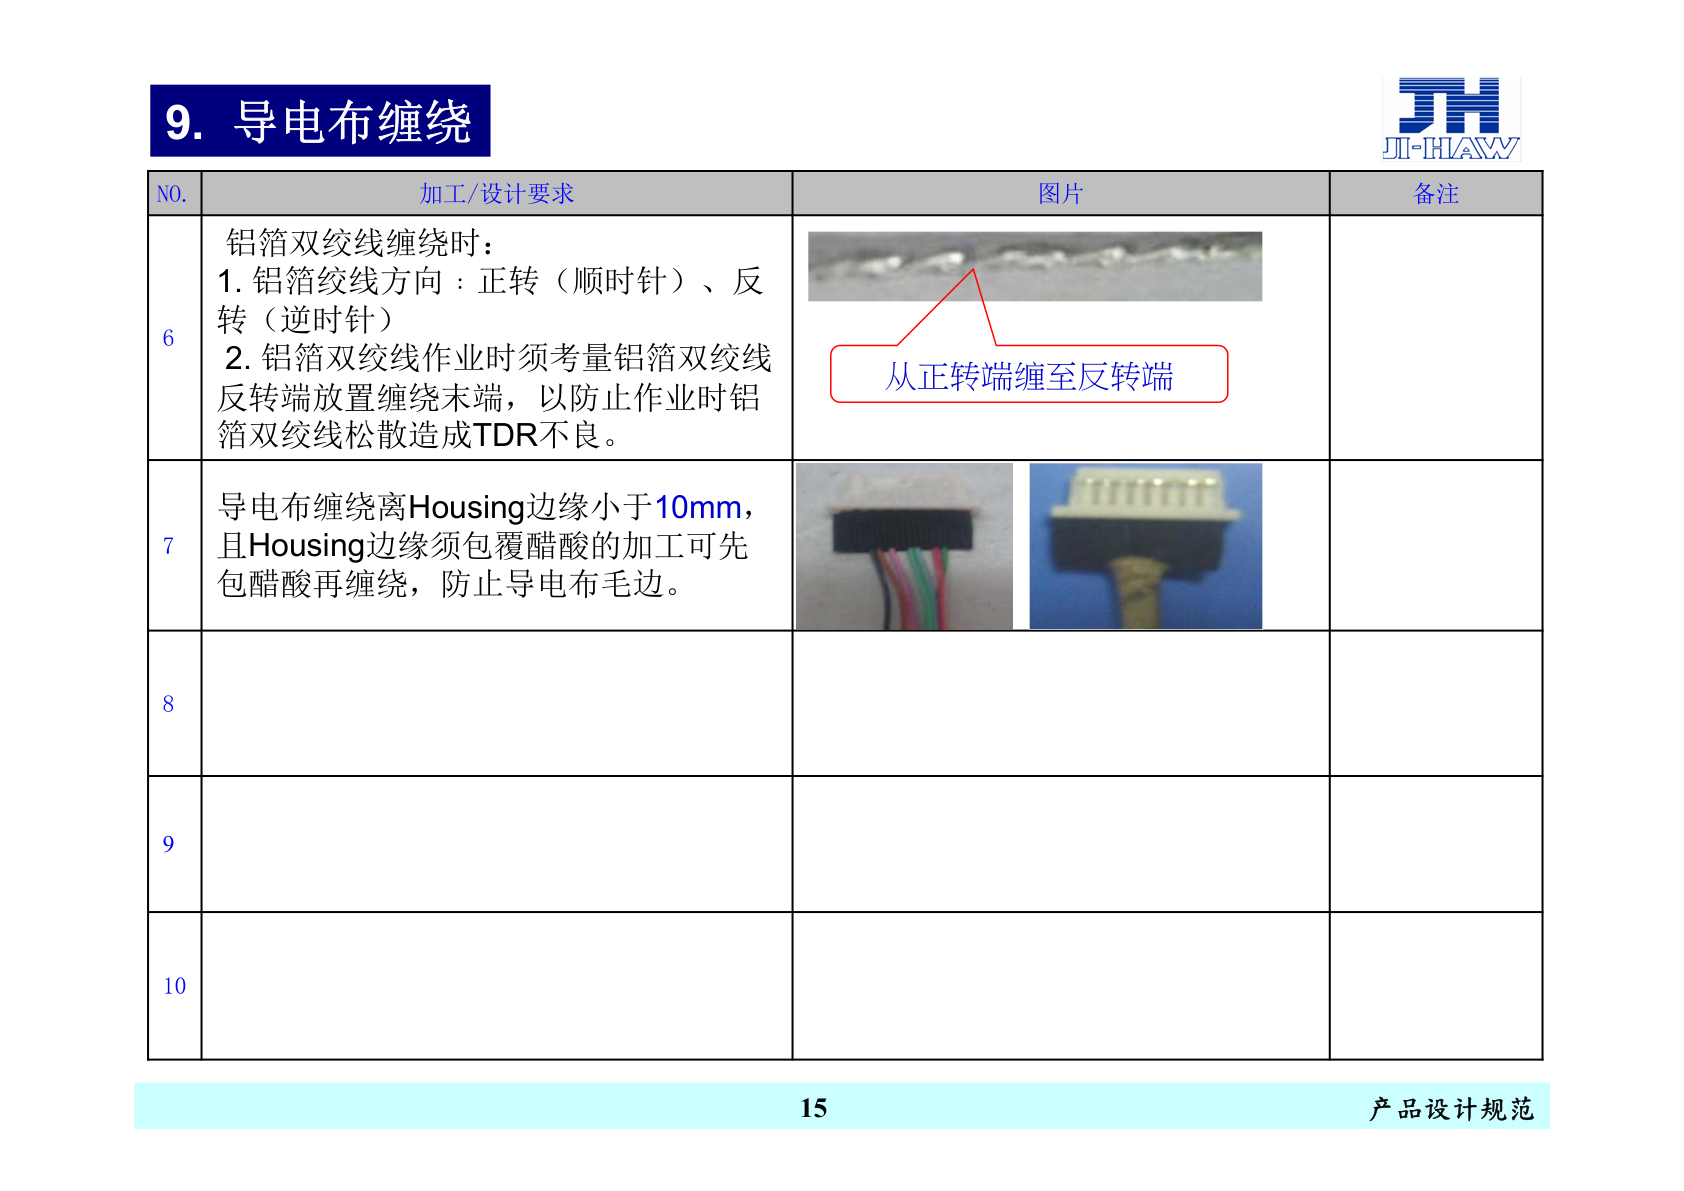 9. 导电布缠绕
JH
JI-HAW
NO. 加工/设计要求 图片 备注
6
铝箔双绞线缠绕时：
1. 铝箔绞线方向：正转（顺时针）、反
转（逆时针）
2. 铝箔双绞线作业时须考量铝箔双绞线
反转端放置缠绕末端，以防止作业时铝
箔双绞线松散造成TDR不良。
从正转端缠至反转端
7
导电布缠绕离Housing边缘小于10mm，
且Housing边缘须包覆醋酸的加工可先
包醋酸再缠绕，防止导电布毛边。
8
9
10
15
产品设计规范